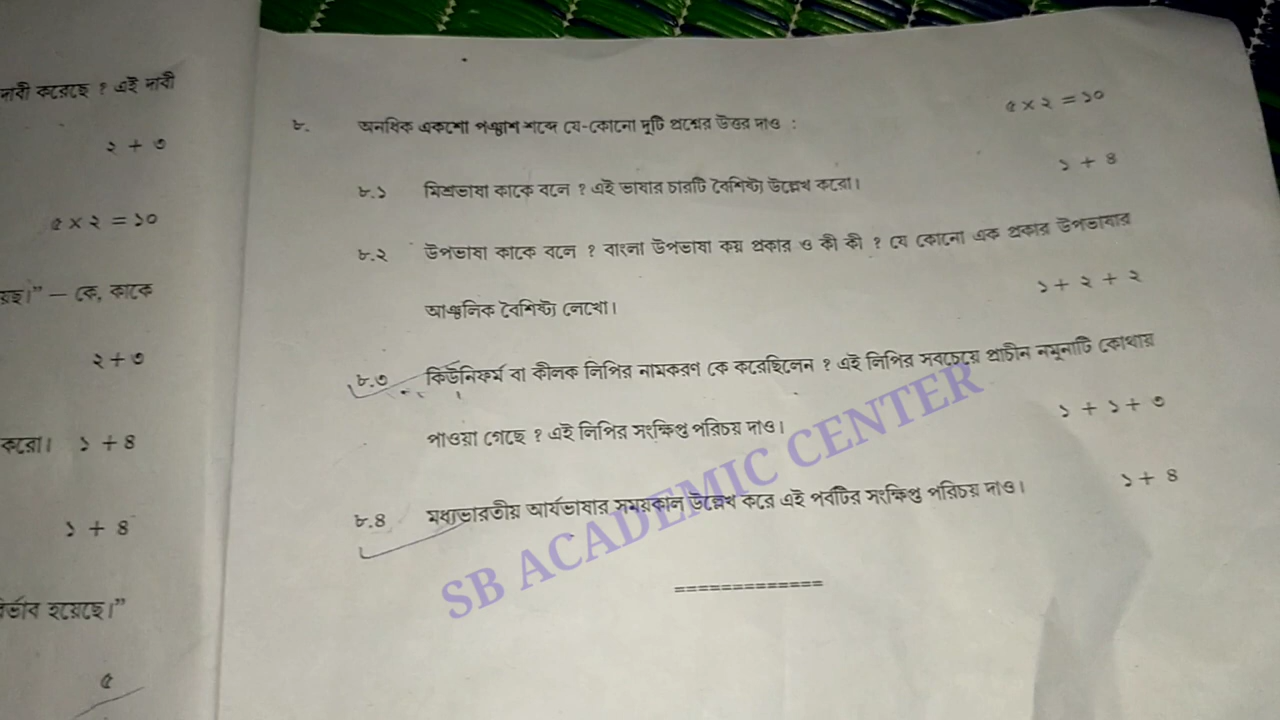 দাবী করেছে ? এই দাবী
২ + ৩
৫ × ২ = ১০
য়ছ।” — কে, কাকে
২ + ৩
করো। ১ + ৪
১ + ৪
র্ভাব হয়েছে।”
৫
৮. অনধিক একশো পঞ্চাশ শব্দে যে-কোনো দুটি প্রশ্নের উত্তর দাও : ৫ × ২ = ১০
৮.১ মিশ্রভাষা কাকে বলে ? এই ভাষার চারটি বৈশিষ্ট্য উল্লেখ করো। ১ + ৪
৮.২ উপভাষা কাকে বলে ? বাংলা উপভাষা কয় প্রকার ও কী কী ? যে কোনো এক প্রকার উপভাষার
আঞ্চলিক বৈশিষ্ট্য লেখো। ১ + ২ + ২
৮.৩ কিউনিফর্ম বা কীলক লিপির নামকরণ কে করেছিলেন ? এই লিপির সবচেয়ে প্রাচীন নমুনাটি কোথায়
পাওয়া গেছে ? এই লিপির সংক্ষিপ্ত পরিচয় দাও। ১ + ১ + ৩
৮.৪ মধ্যভারতীয় আর্যভাষার সময়কাল উল্লেখ করে এই পর্বটির সংক্ষিপ্ত পরিচয় দাও। ১ + ৪
=============
SB ACADEMIC CENTER